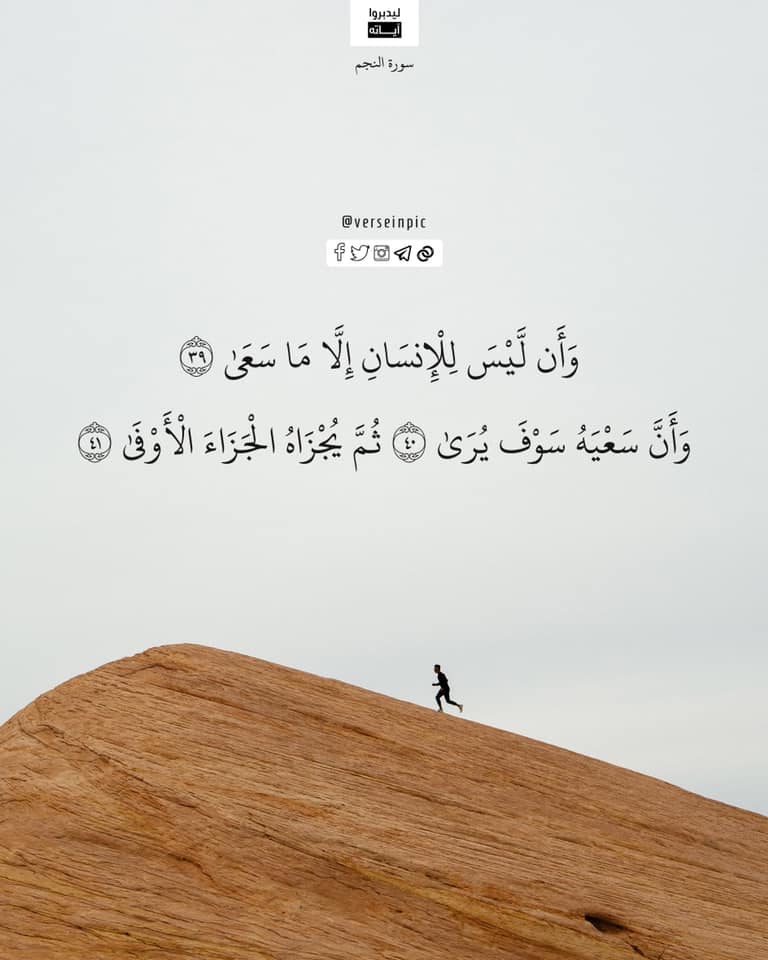 ليدبروا
آياته
سورة النجم
@verseinpic
وَأَن لَّيْسَ لِلْإِنسَانِ إِلَّا مَا سَعَىٰ ٣٩
وَأَنَّ سَعْيَهُ سَوْفَ يُرَىٰ ٤٠ ثُمَّ يُجْزَاهُ الْجَزَاءَ الْأَوْفَىٰ ٤١